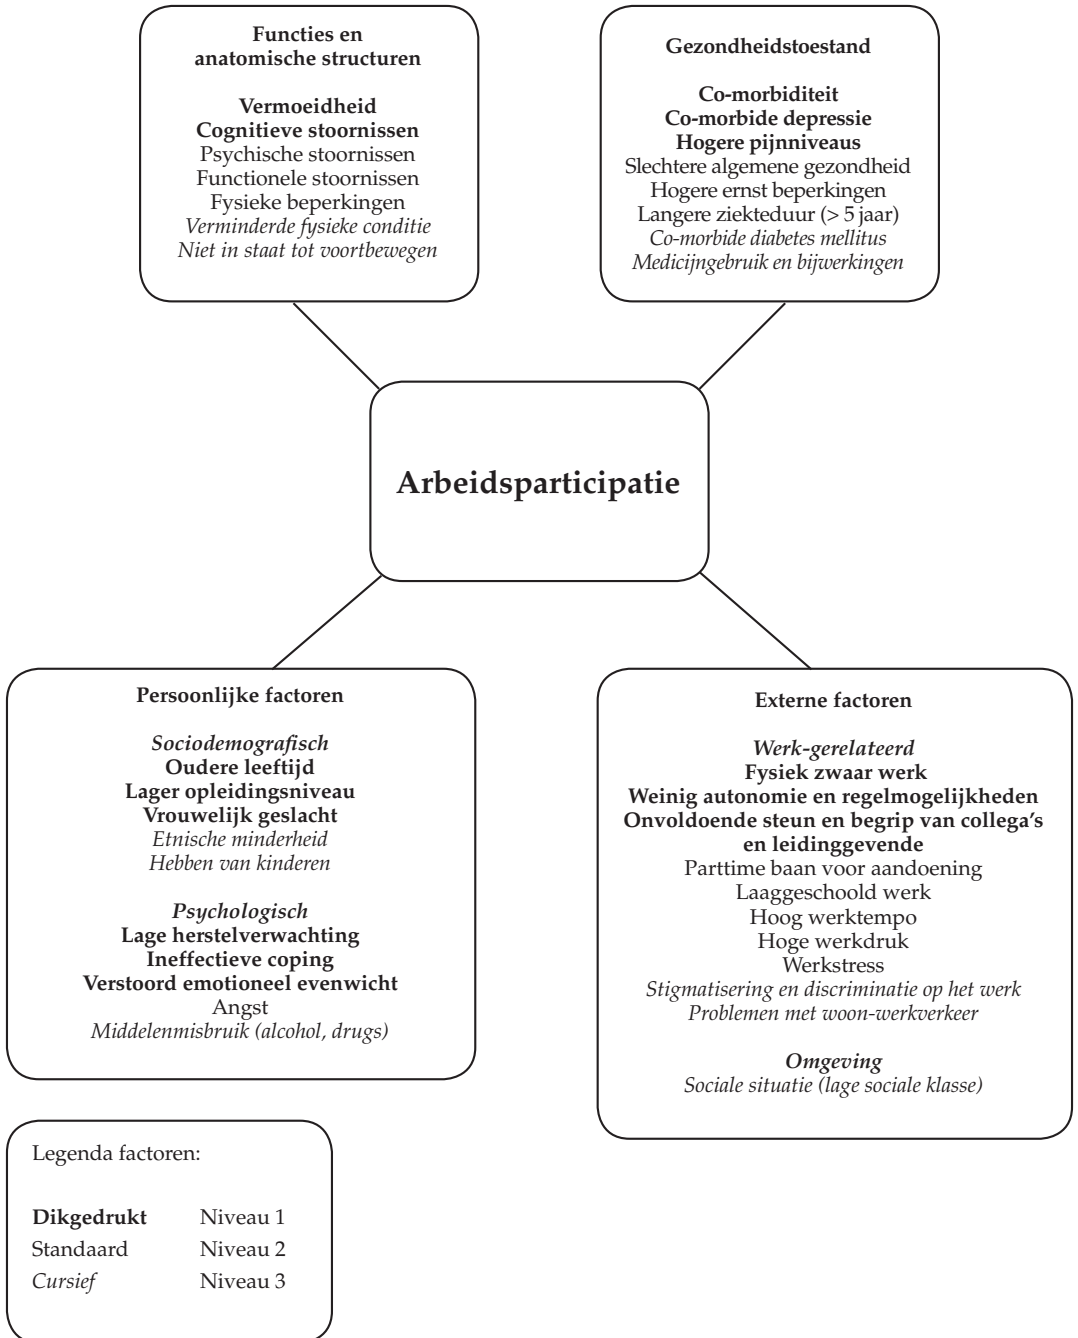 Functies en
anatomische structuren
Vermoeidheid
Cognitieve stoornissen
Psychische stoornissen
Functionele stoornissen
Fysieke beperkingen
Verminderde fysieke conditie
Niet in staat tot voortbewegen
Gezondheidstoestand
Co-morbiditeit
Co-morbide depressie
Hogere pijnniveaus
Slechtere algemene gezondheid
Hogere ernst beperkingen
Langere ziekteduur (> 5 jaar)
Co-morbide diabetes mellitus
Medicijngebruik en bijwerkingen
Arbeidsparticipatie
Persoonlijke factoren
Sociodemografisch
Oudere leeftijd
Lager opleidingsniveau
Vrouwelijk geslacht
Etnische minderheid
Hebben van kinderen
Psychologisch
Lage herstelverwachting
Ineffectieve coping
Verstoord emotioneel evenwicht
Angst
Middelenmisbruik (alcohol, drugs)
Externe factoren
Werk-gerelateerd
Fysiek zwaar werk
Weinig autonomie en regelmogelijkheden
Onvoldoende steun en begrip van collega's
en leidinggevende
Parttime baan voor aandoening
Laaggeschoold werk
Hoog werktempo
Hoge werkdruk
Werkstress
Stigmatisering en discriminatie op het werk
Problemen met woon-werkverkeer
Omgeving
Sociale situatie (lage sociale klasse)
Legenda factoren:
Dikgedrukt Niveau 1
Standaard Niveau 2
Cursief Niveau 3